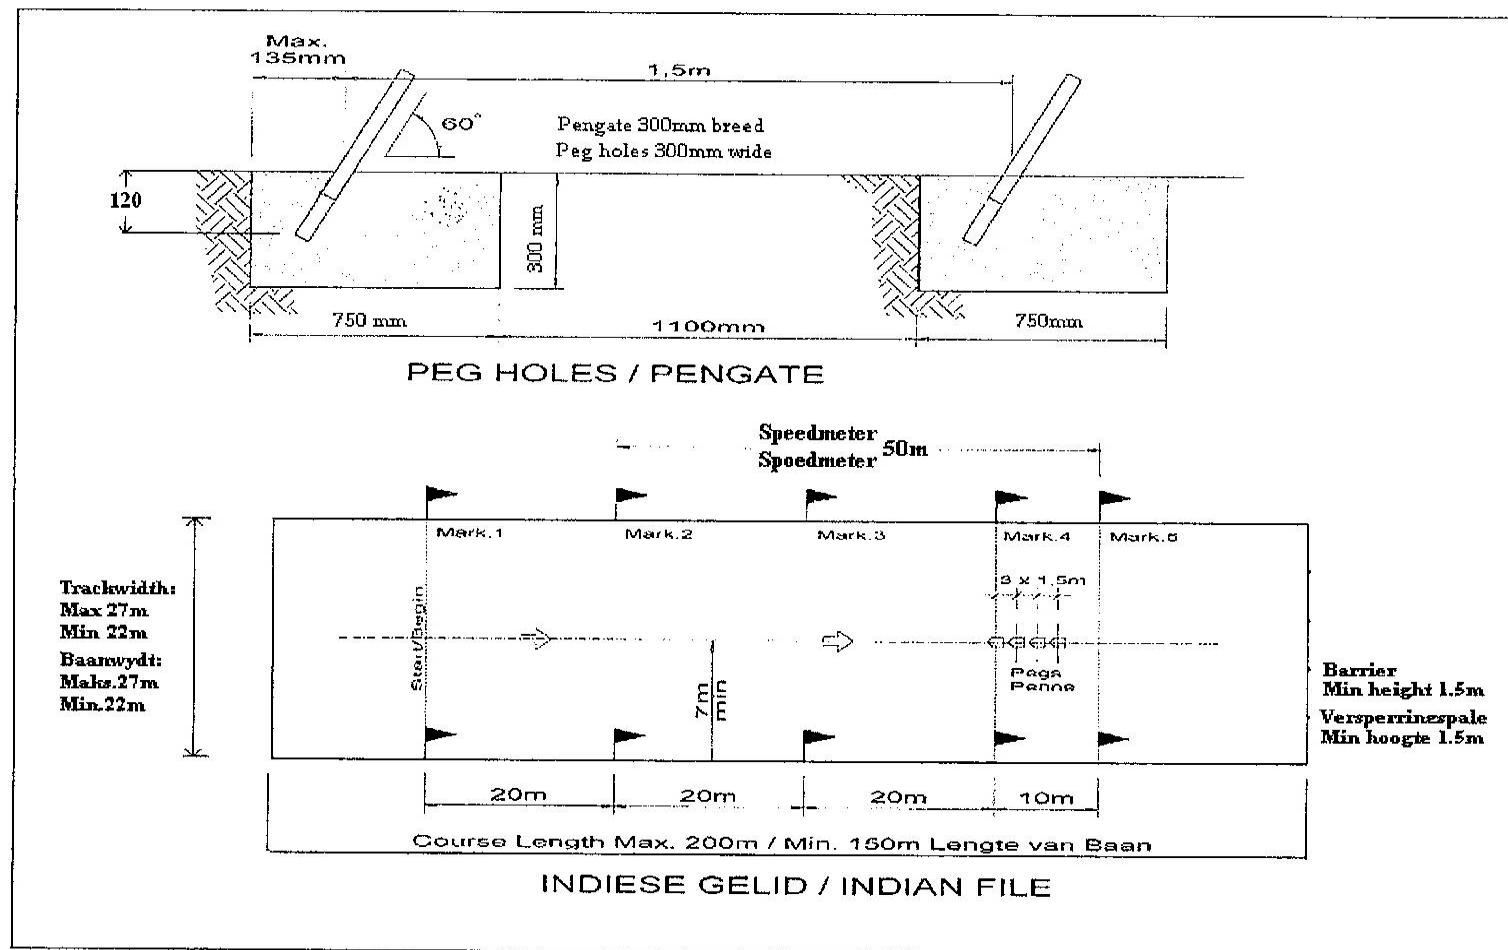 Max.
135mm
1,5m
60°
Pengate 300mm breed
Peg holes 300mm wide
120
300 mm
750 mm
1100mm
750mm
PEG HOLES / PENGATE
Speedmeter
Spoedmeter
50m
Mark.1
Mark.2
Mark.3
Mark.4
Mark.5
3 x 1,5m
Start/Begin
Trackwidth:
Max 27m
Min 22m
Baanwydt:
Maks.27m
Min.22m
7m
min
Pegs
Penne
Barrier
Min height 1.5m
Versperringspale
Min hoogte 1.5m
20m
20m
20m
10m
Course Length Max. 200m / Min. 150m Lengte van Baan
INDIESE GELID / INDIAN FILE